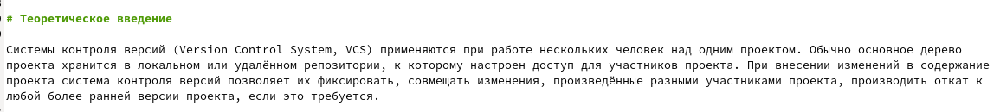 # Теоретическое введение
Системы контроля версий (Version Control System, VCS) применяются при работе нескольких человек над одним проектом. Обычно основное дерево
проекта хранится в локальном или удалённом репозитории, к которому настроен доступ для участников проекта. При внесении изменений в содержание
проекта система контроля версий позволяет их фиксировать, совмещать изменения, произведённые разными участниками проекта, производить откат к
любой более ранней версии проекта, если это требуется.